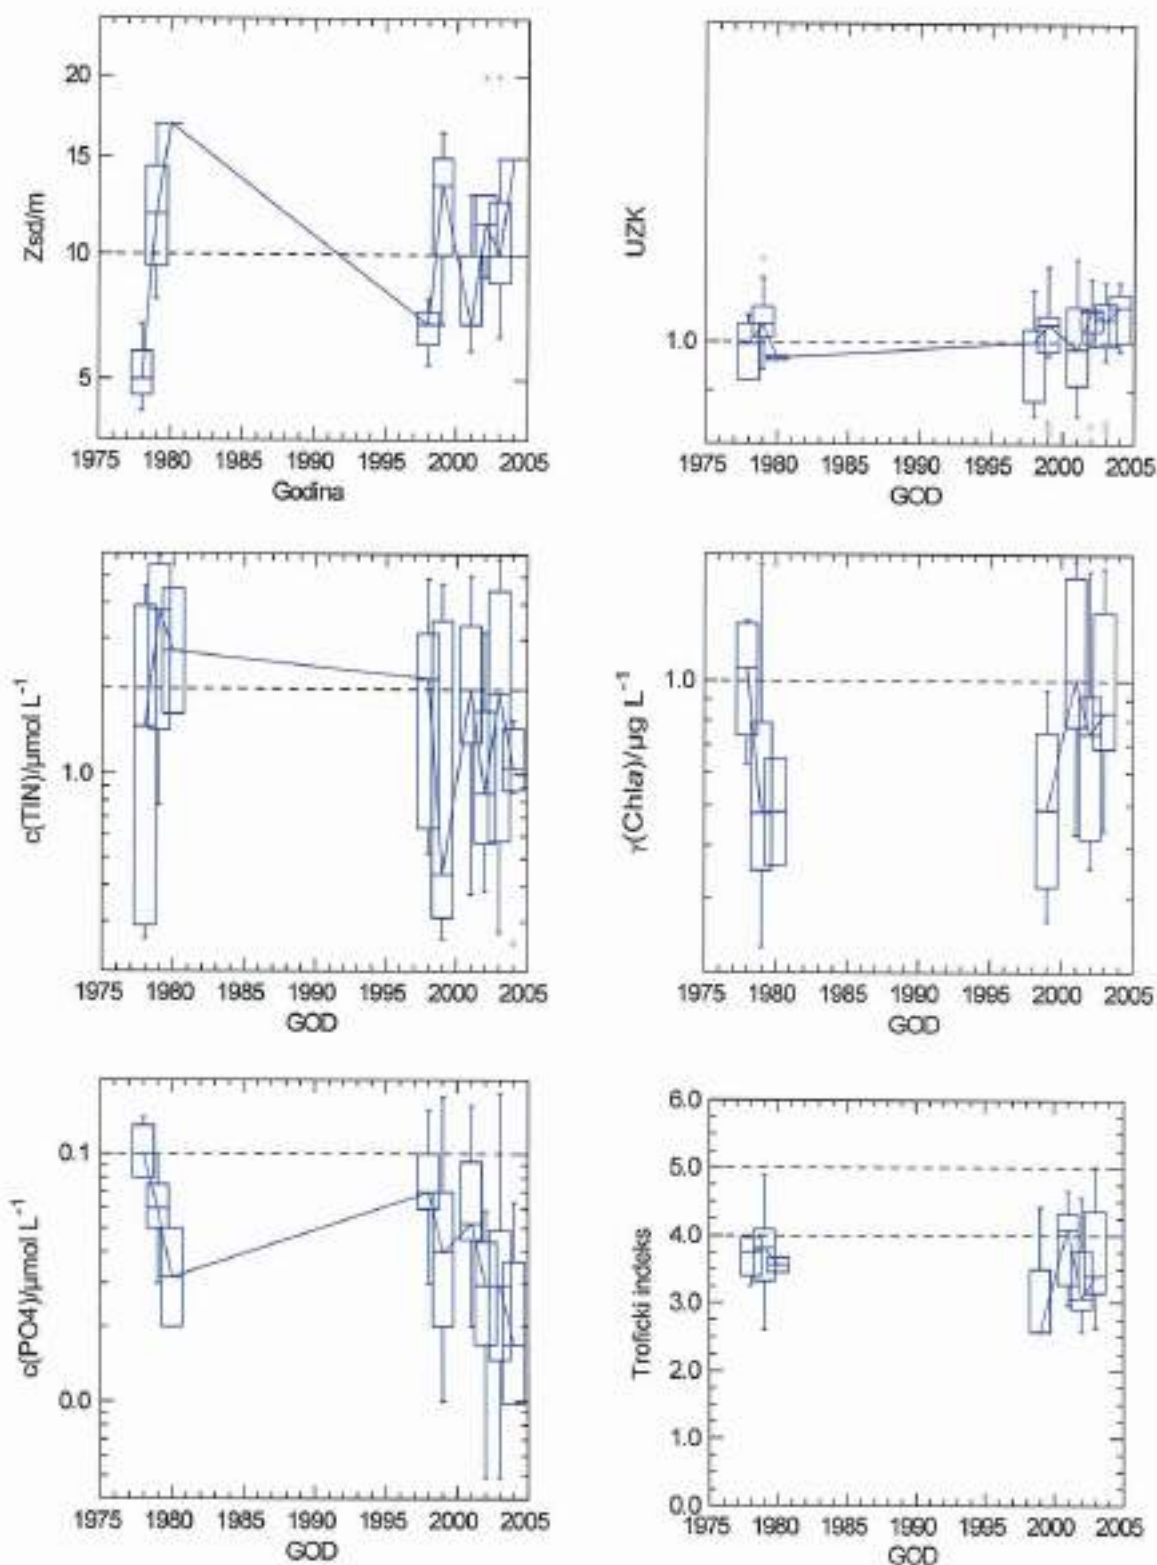 20
15
10
5
Zsd/m
1975 1980 1985 1990 1995 2000 2005
Godina
1.0
UZK
1975 1980 1985 1990 1995 2000 2005
GOD
1.0
c(TIN)/µmol L⁻¹
1975 1980 1985 1990 1995 2000 2005
GOD
1.0
γ(Chla)/µg L⁻¹
1975 1980 1985 1990 1995 2000 2005
GOD
0.1
0.0
c(PO4)/µmol L⁻¹
1975 1980 1985 1990 1995 2000 2005
GOD
6.0
5.0
4.0
3.0
2.0
1.0
0.0
Troficki indeks
1975 1980 1985 1990 1995 2000 2005
GOD